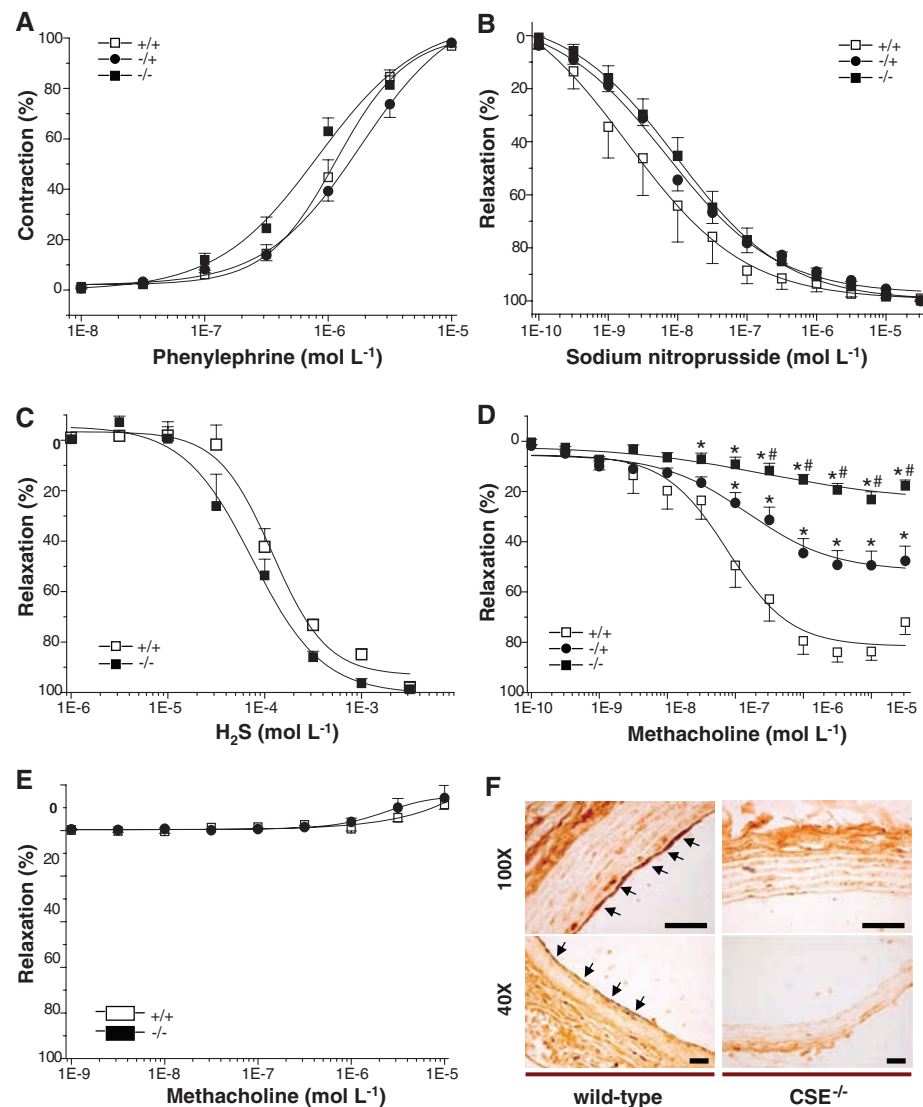 A
+/+
-/+
-/-
Contraction (%)
100
80
60
40
20
0
1E-8 1E-7 1E-6 1E-5
Phenylephrine (mol L-1)
B
+/+
-/+
-/-
Relaxation (%)
0
20
40
60
80
100
1E-10 1E-9 1E-8 1E-7 1E-6 1E-5
Sodium nitroprusside (mol L-1)
C
Relaxation (%)
0
20
40
60
80
100
+/+
-/-
1E-6 1E-5 1E-4 1E-3
H2S (mol L-1)
D
Relaxation (%)
0
20
40
60
80
100
* * *# *# *# *# *#
* * * * * *
+/+
-/+
-/-
1E-10 1E-9 1E-8 1E-7 1E-6 1E-5
Methacholine (mol L-1)
E
Relaxation (%)
0
20
40
60
80
100
+/+
-/-
1E-9 1E-8 1E-7 1E-6 1E-5
Methacholine (mol L-1)
F
100X
40X
wild-type CSE-/-